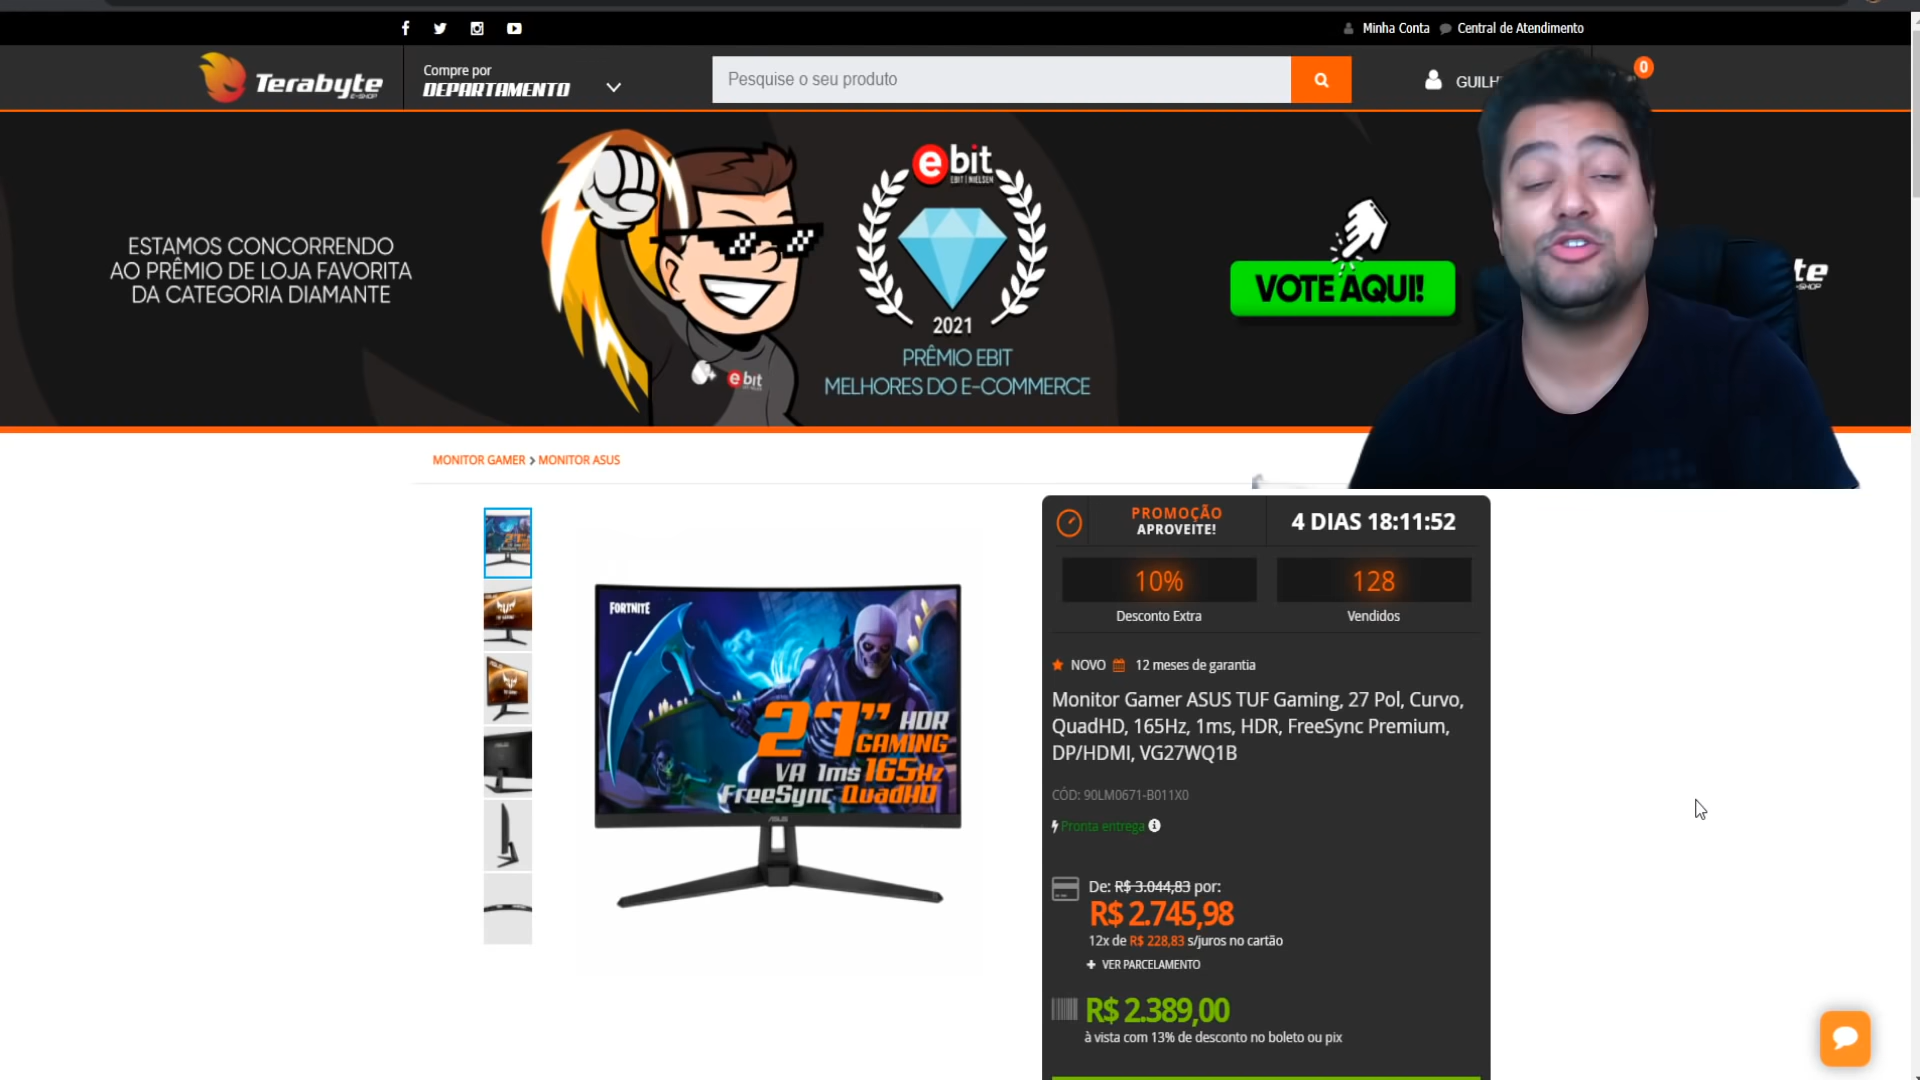 Minha Conta
Central de Atendimento
Terabyte
E-SHOP
Compre por
DEPARTAMENTO
Pesquise o seu produto
0
ESTAMOS CONCORRENDO
AO PRÊMIO DE LOJA FAVORITA
DA CATEGORIA DIAMANTE
ebit
EBIT | NIELSEN
2021
PRÊMIO EBIT
MELHORES DO E-COMMERCE
ebit
VOTE AQUI!
MONITOR GAMER > MONITOR ASUS
FORTNITE
27” HDR
GAMING
VA 1ms 165Hz
FreeSync QuadHD
PROMOÇÃO
APROVEITE!
4 DIAS 18:11:52
10%
Desconto Extra
128
Vendidos
NOVO 12 meses de garantia
Monitor Gamer ASUS TUF Gaming, 27 Pol, Curvo,
QuadHD, 165Hz, 1ms, HDR, FreeSync Premium,
DP/HDMI, VG27WQ1B
CÓD: 90LM0671-B011X0
Pronta entrega
De: R$ 3.044,83 por:
R$ 2.745,98
12x de R$ 228,83 s/juros no cartão
+ VER PARCELAMENTO
R$ 2.389,00
à vista com 13% de desconto no boleto ou pix